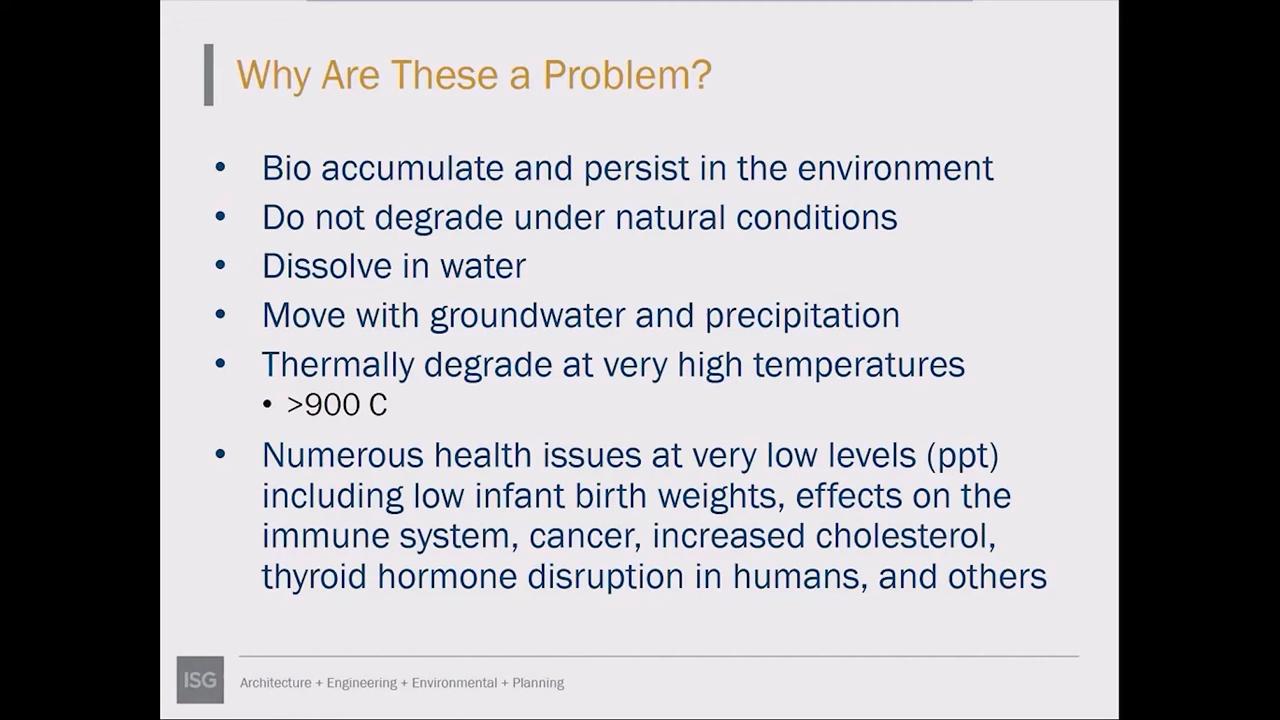 Why Are These a Problem?
• Bio accumulate and persist in the environment
• Do not degrade under natural conditions
• Dissolve in water
• Move with groundwater and precipitation
• Thermally degrade at very high temperatures
• >900 C
• Numerous health issues at very low levels (ppt)
including low infant birth weights, effects on the
immune system, cancer, increased cholesterol,
thyroid hormone disruption in humans, and others
ISG
Architecture + Engineering + Environmental + Planning